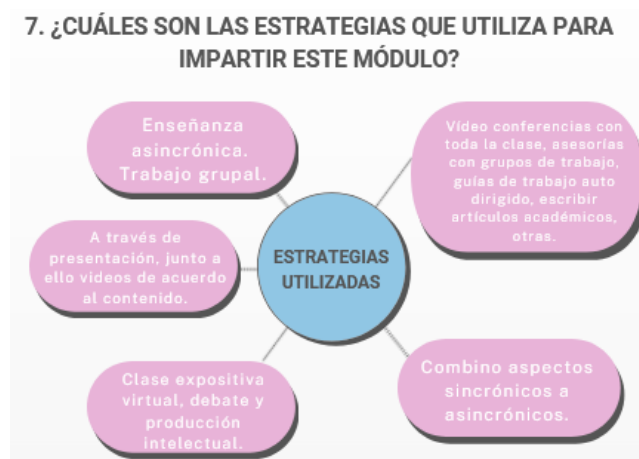 7. ¿CUÁLES SON LAS ESTRATEGIAS QUE UTILIZA PARA
IMPARTIR ESTE MÓDULO?
Enseñanza
asincrónica.
Trabajo grupal.
Vídeo conferencias con
toda la clase, asesorías
con grupos de trabajo,
guías de trabajo auto
dirigido, escribir
artículos académicos,
otras.
A través de
presentación, junto a
ello videos de acuerdo
al contenido.
ESTRATEGIAS
UTILIZADAS
Clase expositiva
virtual, debate y
producción
intelectual.
Combino aspectos
sincrónicos a
asincrónicos.